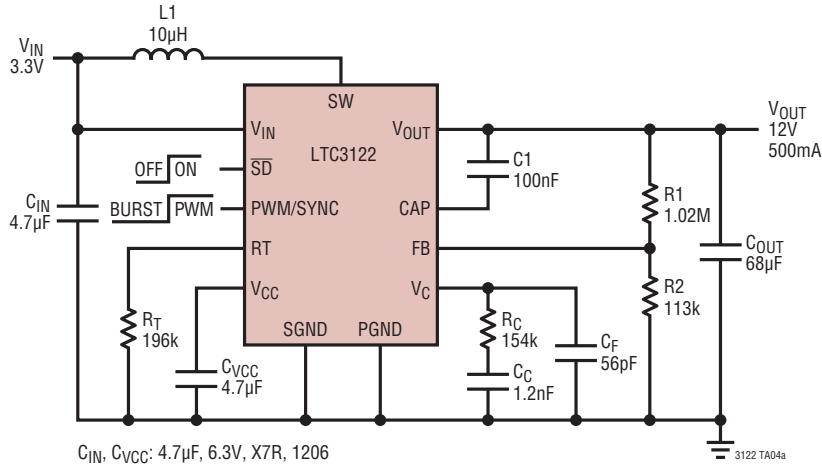 L1
10µH
VIN
3.3V
SW
VIN
VOUT
LTC3122
VOUT
12V
500mA
OFF ON
SD
C1
100nF
BURST PWM
PWM/SYNC
CAP
CIN
4.7µF
R1
1.02M
RT
FB
COUT
68µF
VCC
VC
R2
113k
RT
196k
SGND
PGND
RC
154k
CF
56pF
CVCC
4.7µF
CC
1.2nF
CIN, CVCC: 4.7µF, 6.3V, X7R, 1206
3122 TA04a